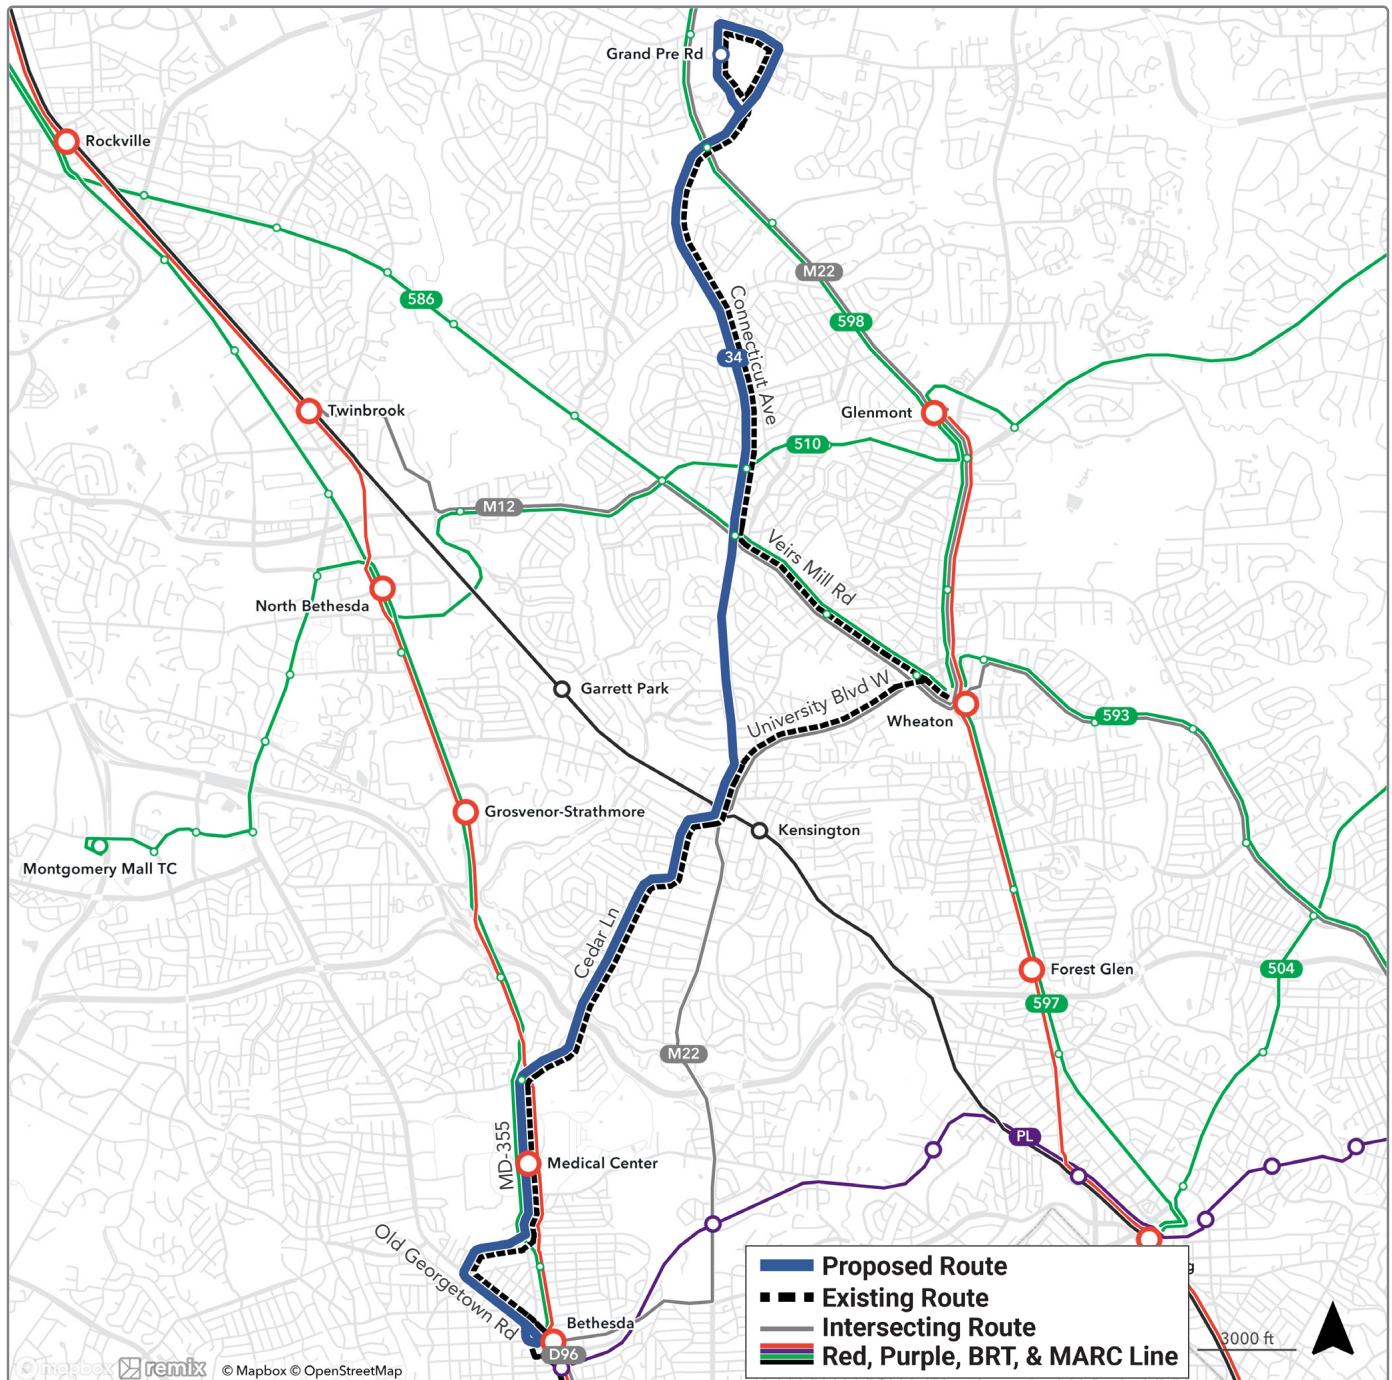 Grand Pre Rd
Rockville
M22
586
Connecticut Ave
598
34
Twinbrook
Glenmont
510
M12
Veirs Mill Rd
North Bethesda
Garrett Park
University Blvd W
Wheaton
593
Grosvenor-Strathmore
Kensington
Montgomery Mall TC
Cedar Ln
Forest Glen
504
597
M22
PL
MD-355
Medical Center
Old Georgetown Rd
Proposed Route
g
Existing Route
Bethesda
Intersecting Route
3000 ft
D96
Red, Purple, BRT, & MARC Line
mapbox remix © Mapbox © OpenStreetMap